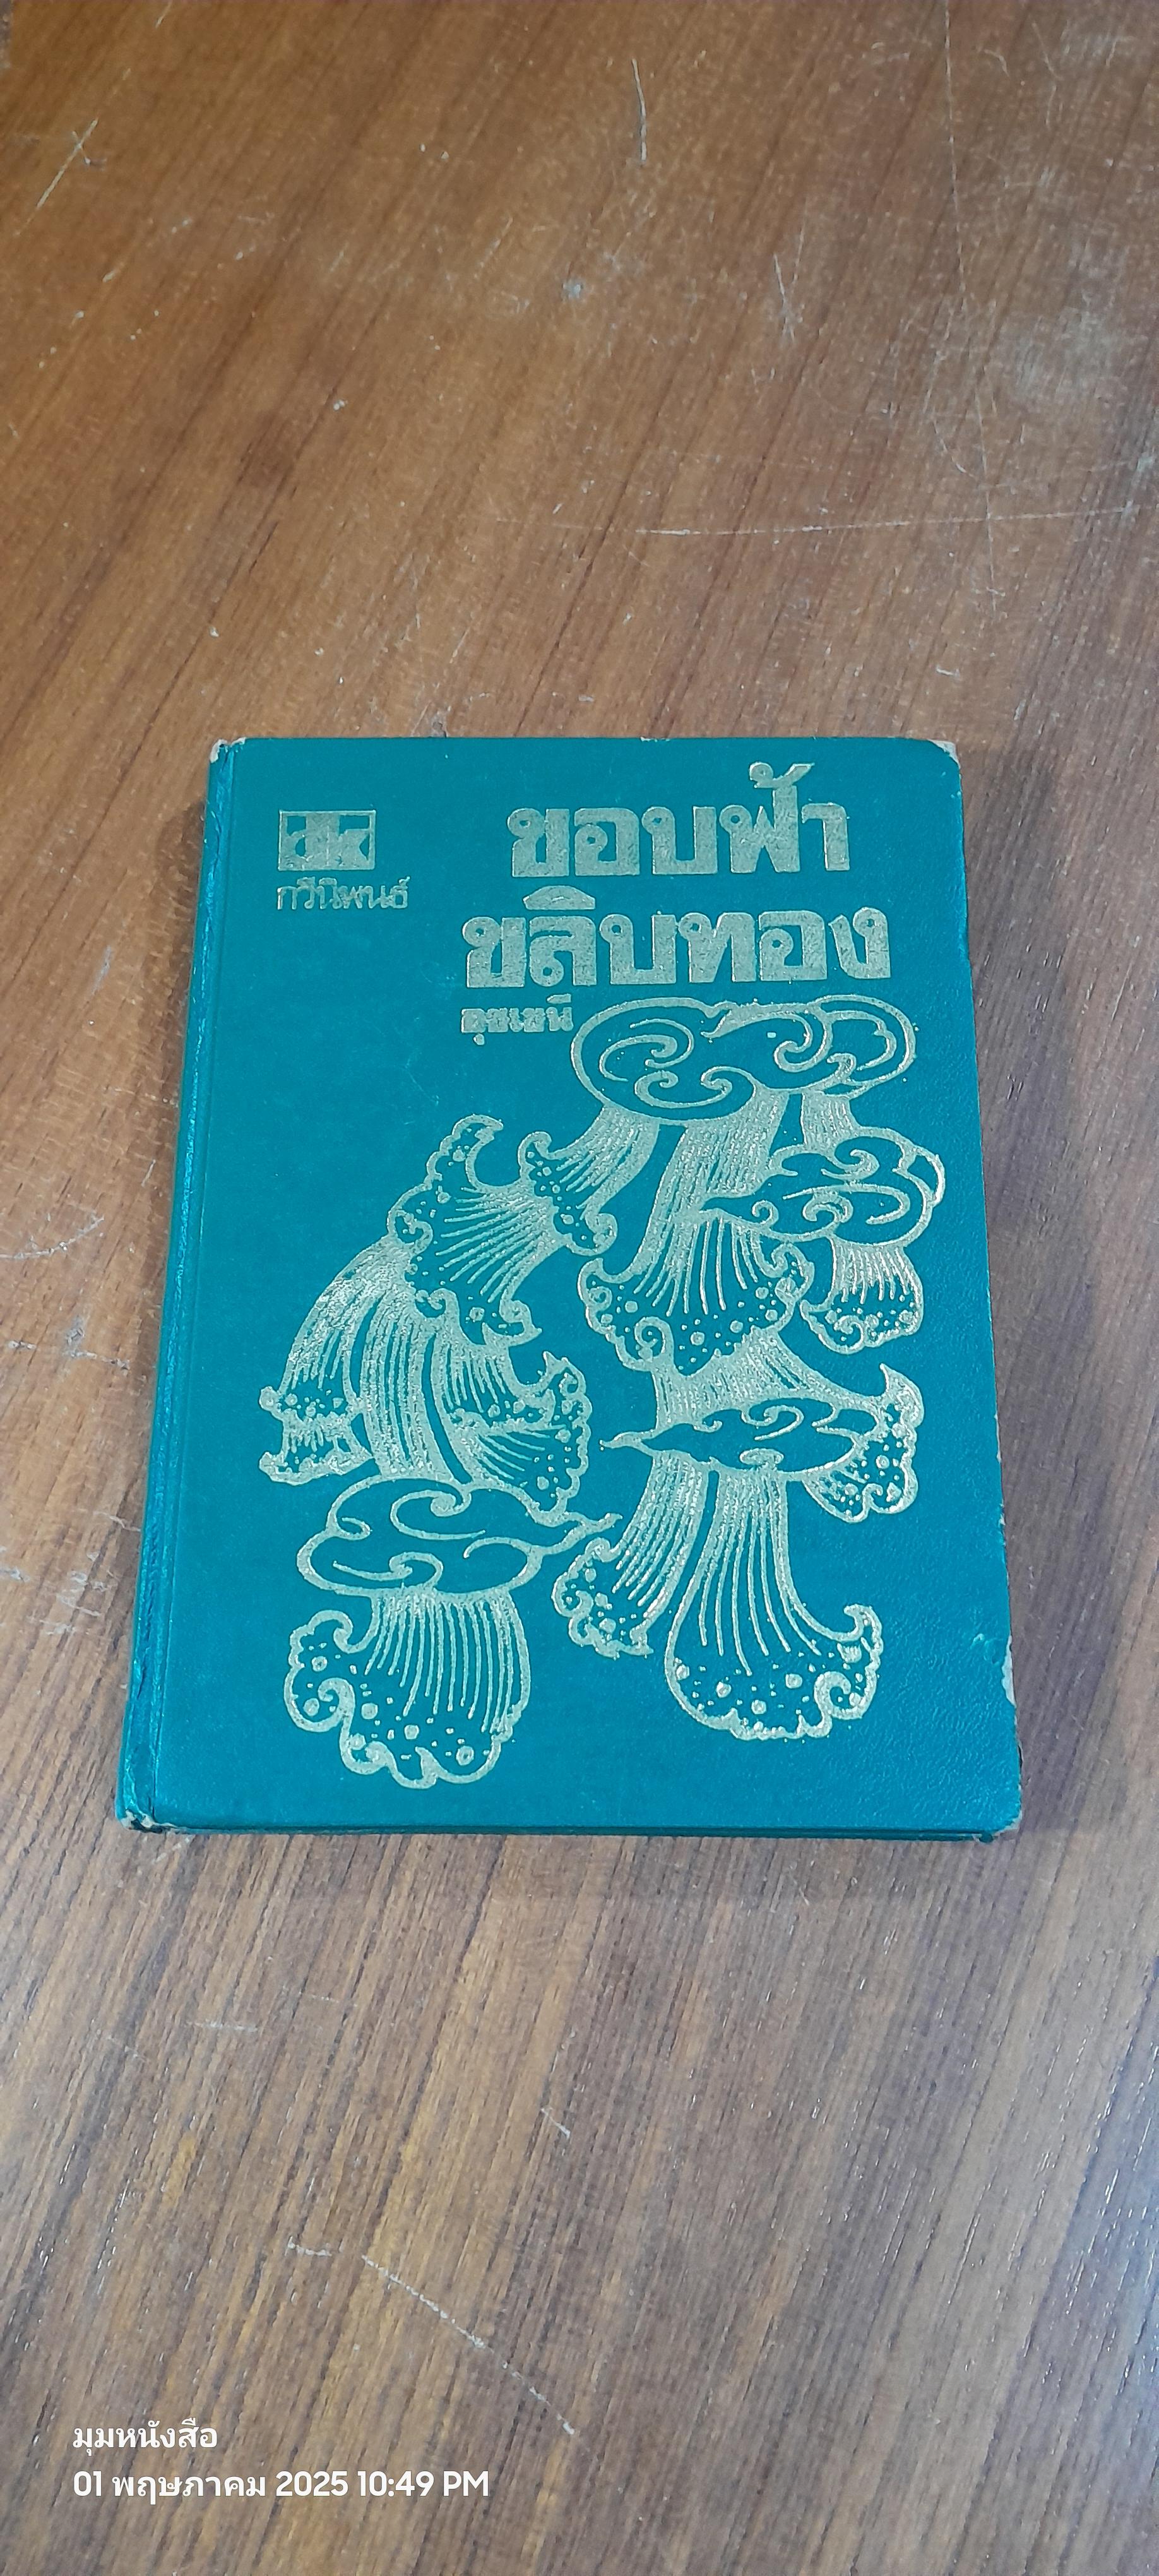 ดK
กวีนิพนธ์
ขอบฟ้า
ขลิบทอง
อุชเชนี
มุมหนังสือ
01 พฤษภาคม 2025 10:49 PM